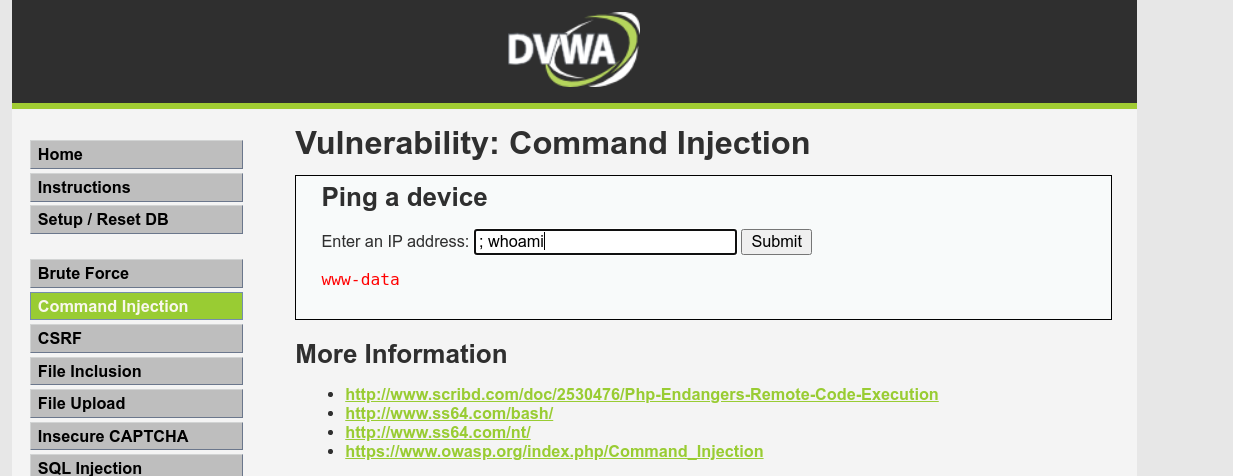 DVWA
Home
Instructions
Setup / Reset DB
Brute Force
Command Injection
CSRF
File Inclusion
File Upload
Insecure CAPTCHA
SQL Injection
Vulnerability: Command Injection
Ping a device
Enter an IP address: ; whoami Submit
www-data
More Information
http://www.scribd.com/doc/2530476/Php-Endangers-Remote-Code-Execution
http://www.ss64.com/bash/
http://www.ss64.com/nt/
https://www.owasp.org/index.php/Command_Injection